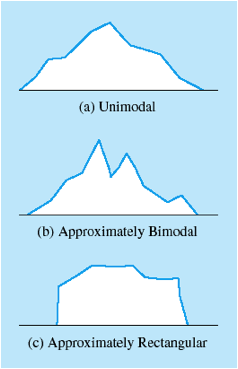 (a) Unimodal
(b) Approximately Bimodal
(c) Approximately Rectangular